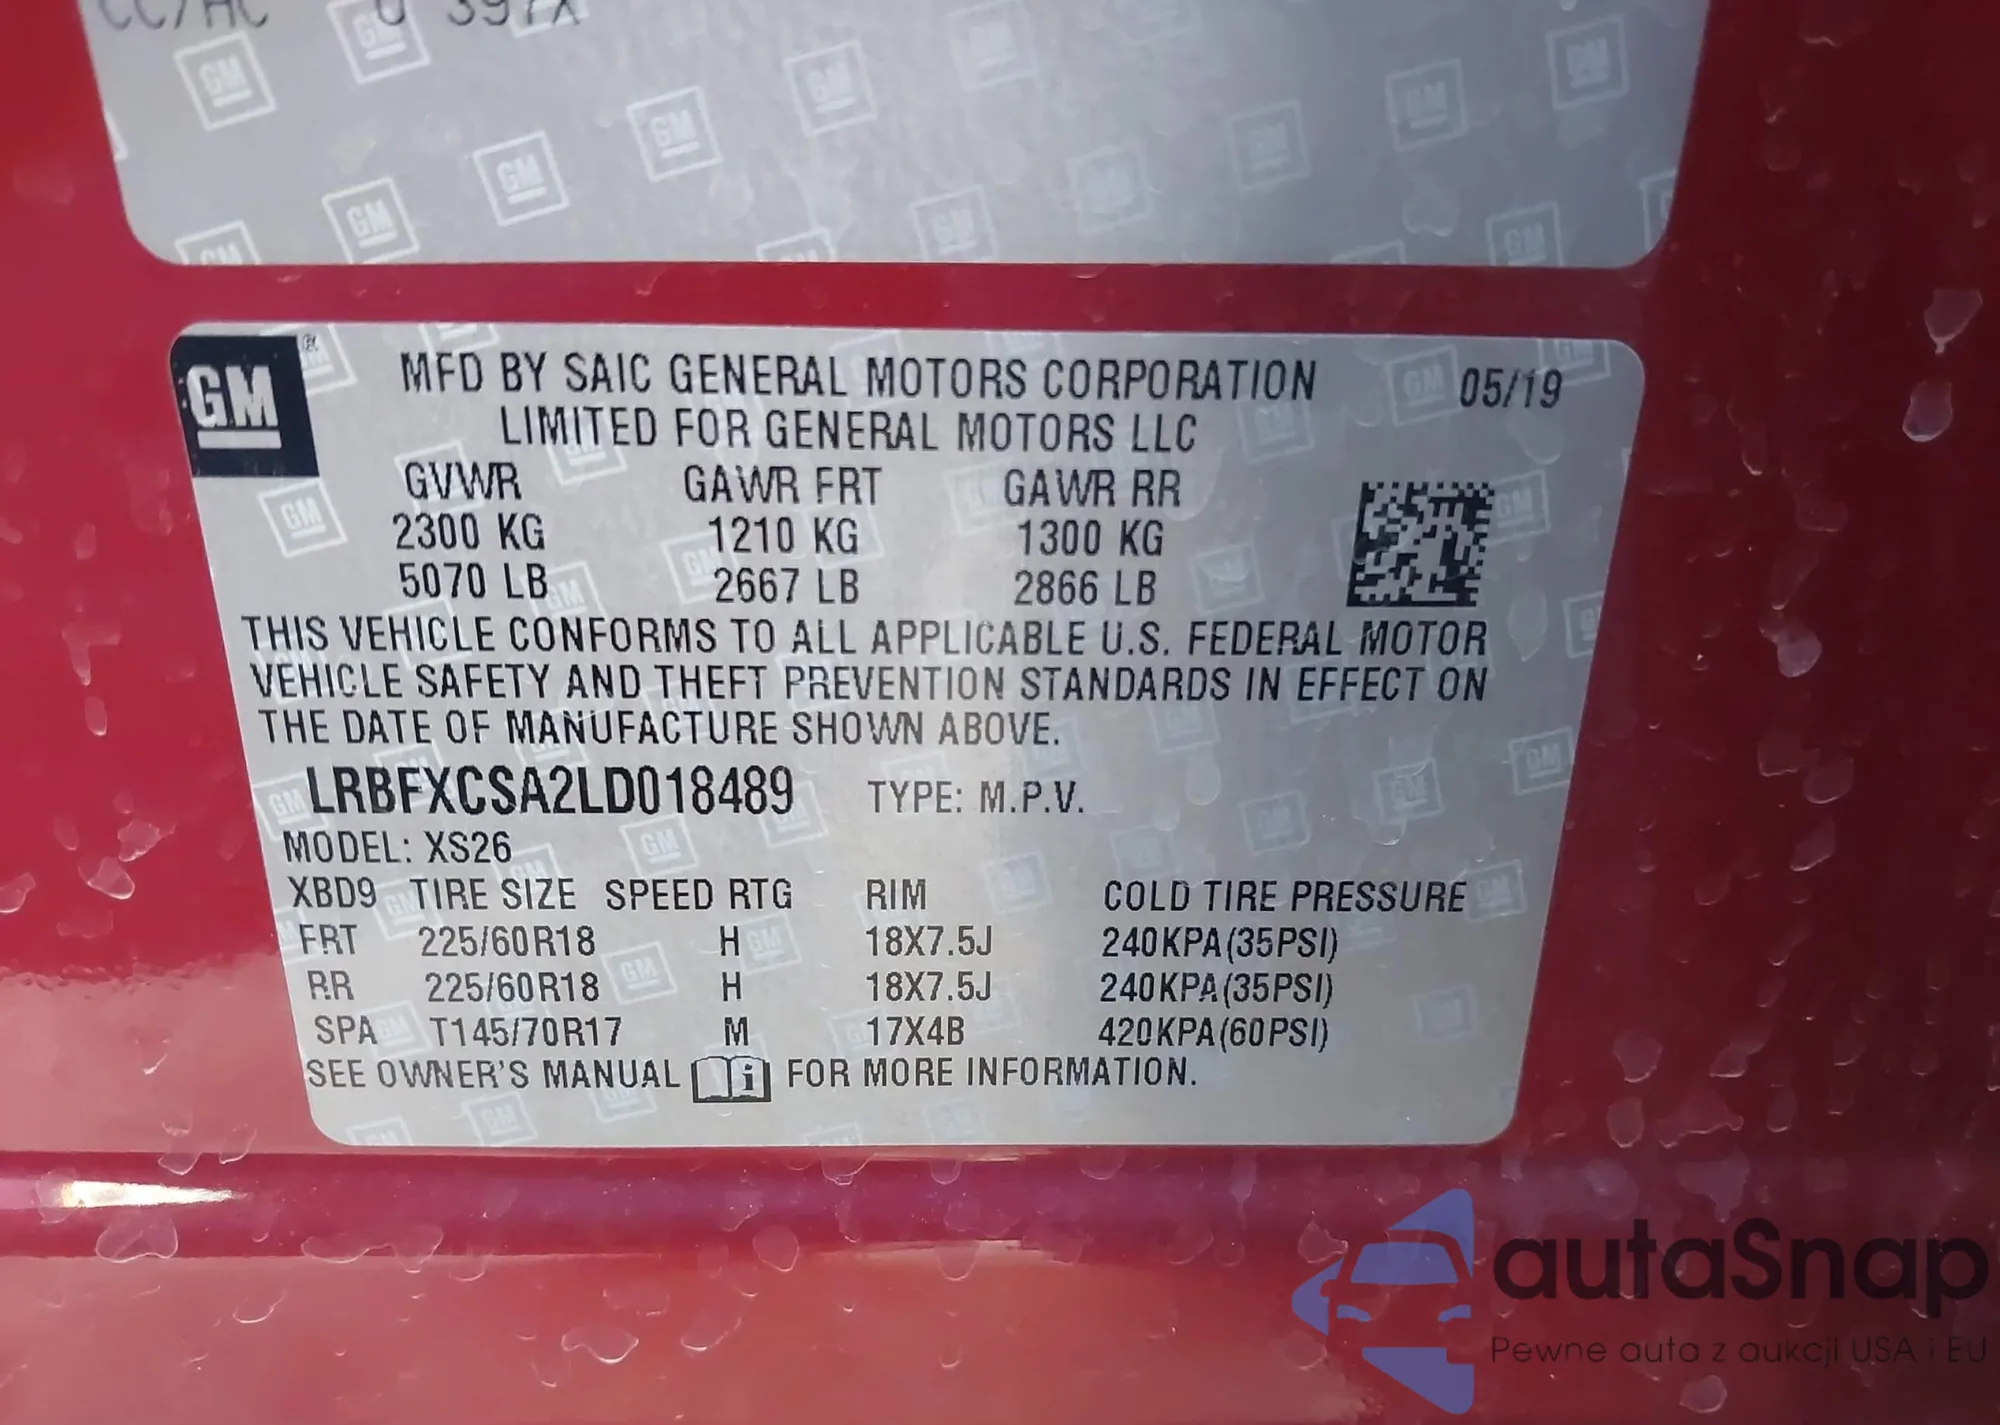 CC/HC U 397X
GM
MFD BY SAIC GENERAL MOTORS CORPORATION 05/19
LIMITED FOR GENERAL MOTORS LLC
GVWR GAWR FRT GAWR RR
2300 KG 1210 KG 1300 KG
5070 LB 2667 LB 2866 LB
THIS VEHICLE CONFORMS TO ALL APPLICABLE U.S. FEDERAL MOTOR
VEHICLE SAFETY AND THEFT PREVENTION STANDARDS IN EFFECT ON
THE DATE OF MANUFACTURE SHOWN ABOVE.
LRBFXCSA2LD018489 TYPE: M.P.V.
MODEL: XS26
XBD9 TIRE SIZE SPEED RTG RIM COLD TIRE PRESSURE
FRT 225/60R18 H 18X7.5J 240KPA(35PSI)
RR 225/60R18 H 18X7.5J 240KPA(35PSI)
SPA T145/70R17 M 17X4B 420KPA(60PSI)
SEE OWNER'S MANUAL i FOR MORE INFORMATION.
autaSnap
Pewne auta z aukcji USA i EU